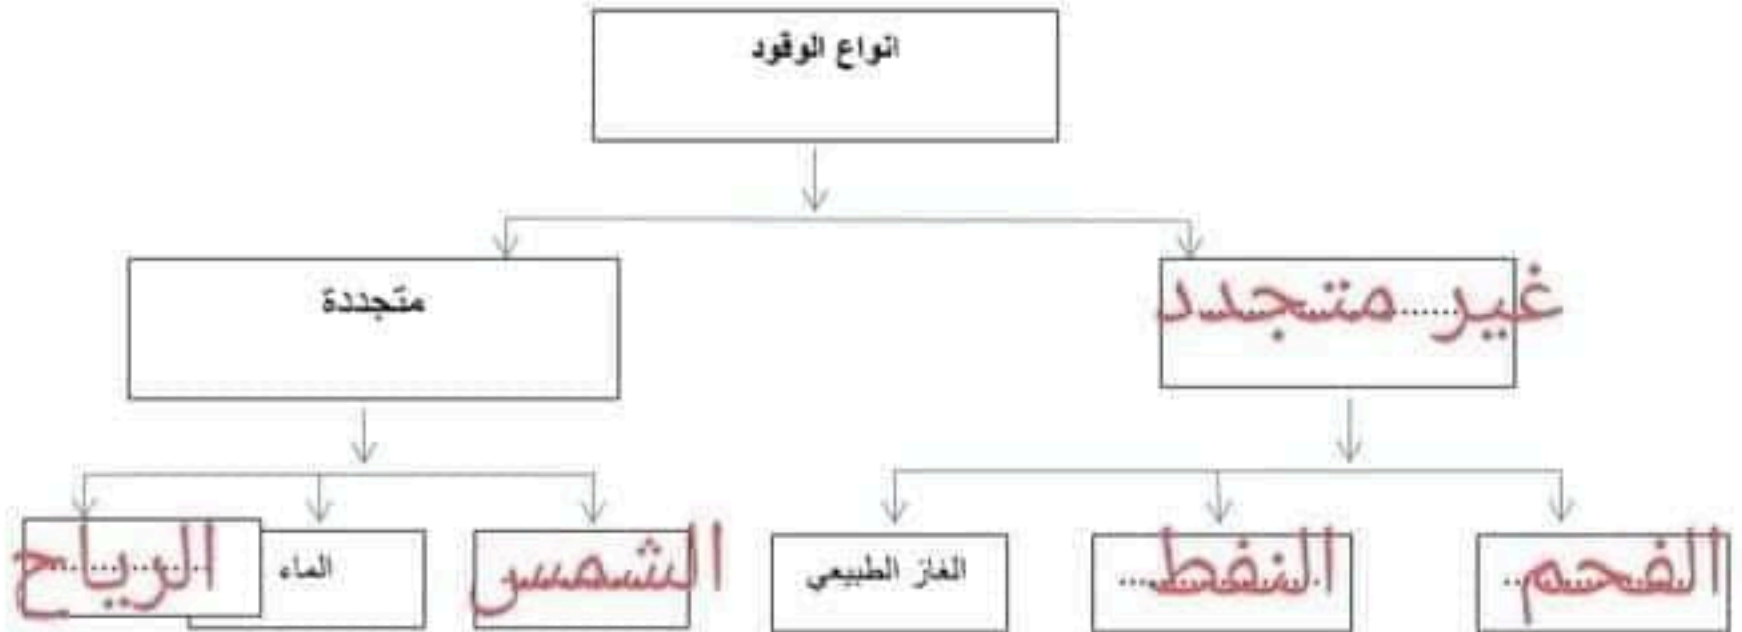 انواع الوقود
غير متجدد
متجددة
الفحم
النفط
الغاز الطبيعي
الشمس
الماء
الرياح